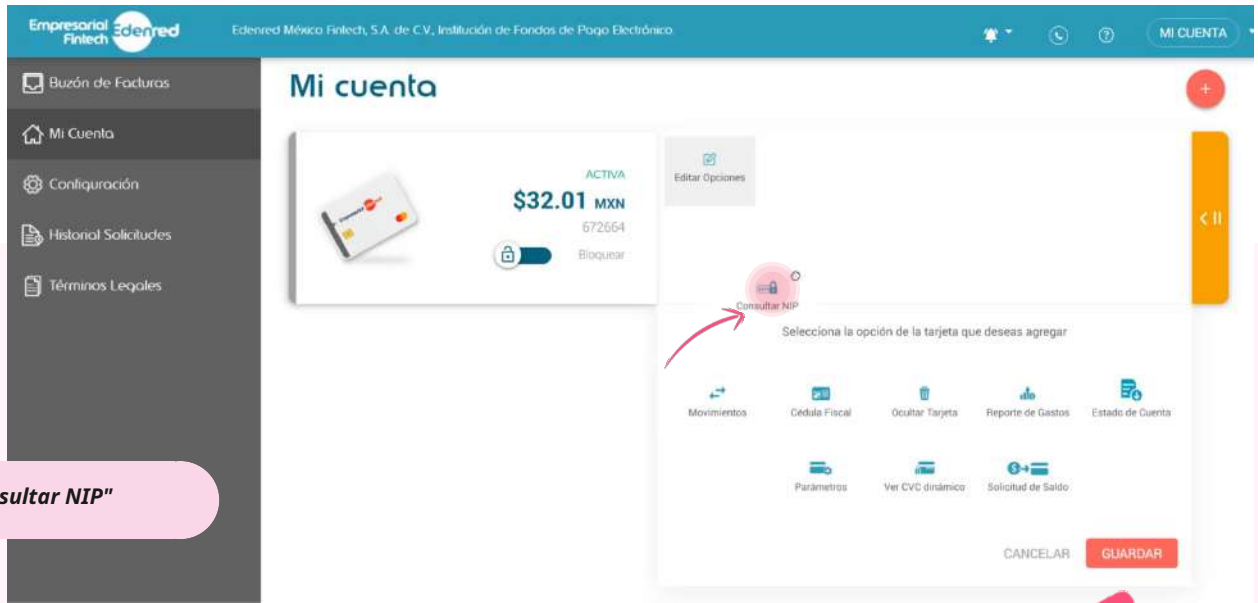 Empresarial
Fintech Edenred
Edenred México Fintech, S.A. de C.V., Institución de Fondos de Pago Electrónico.
MI CUENTA
Buzón de Facturas
Mi Cuenta
Configuración
Historial Solicitudes
Términos Legales
Mi cuenta
+
ACTIVA
$32.01 MXN
672664
Bloquear
Editar Opciones
Consultar NIP
Selecciona la opción de la tarjeta que deseas agregar
Movimientos
Cédula Fiscal
Ocultar Tarjeta
Reporte de Gastos
Estado de Cuenta
Parámetros
Ver CVC dinámico
Solicitud de Saldo
sultar NIP"
CANCELAR
GUARDAR